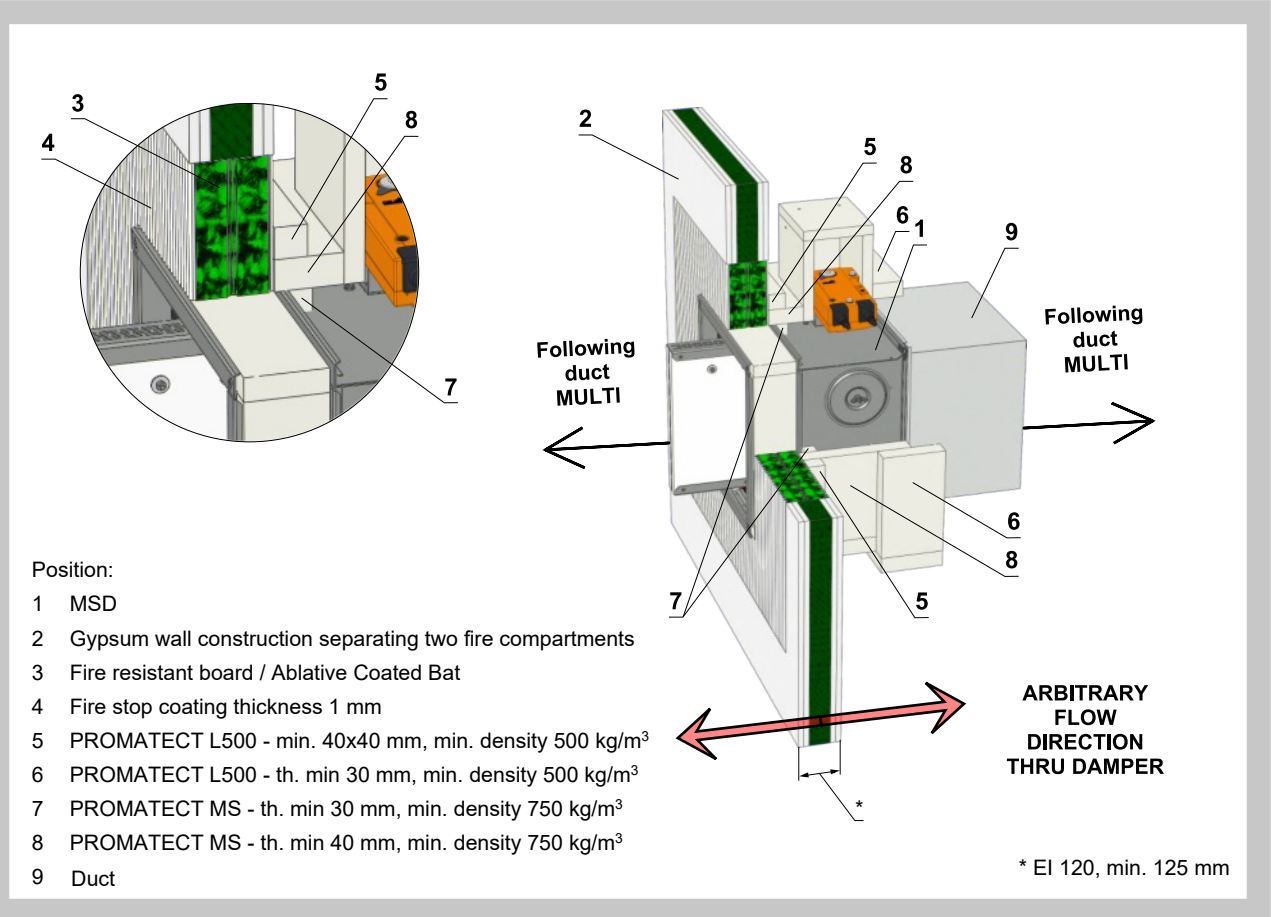 3
4
5
8
7
2
5
8
6
1
9
Following
duct
MULTI
Following
duct
MULTI
7
5
8
6
ARBITRARY
FLOW
DIRECTION
THRU DAMPER
*
* EI 120, min. 125 mm
Position:
1 MSD
2 Gypsum wall construction separating two fire compartments
3 Fire resistant board / Ablative Coated Bat
4 Fire stop coating thickness 1 mm
5 PROMATECT L500 - min. 40x40 mm, min. density 500 kg/m³
6 PROMATECT L500 - th. min 30 mm, min. density 500 kg/m³
7 PROMATECT MS - th. min 30 mm, min. density 750 kg/m³
8 PROMATECT MS - th. min 40 mm, min. density 750 kg/m³
9 Duct